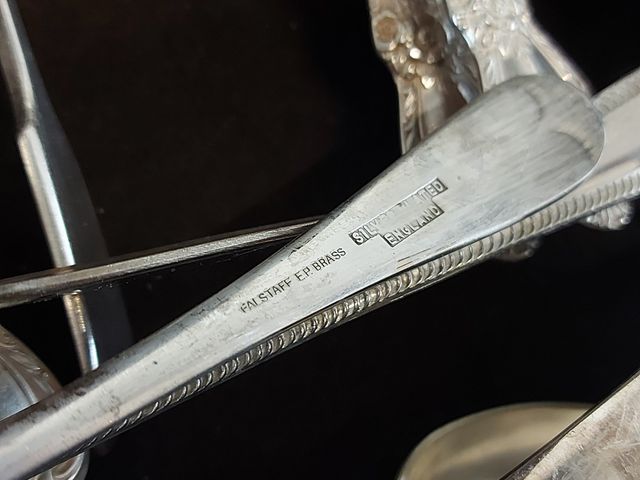 FALSTAFF E.P. BRASS
SILVER PLATED
ENGLAND